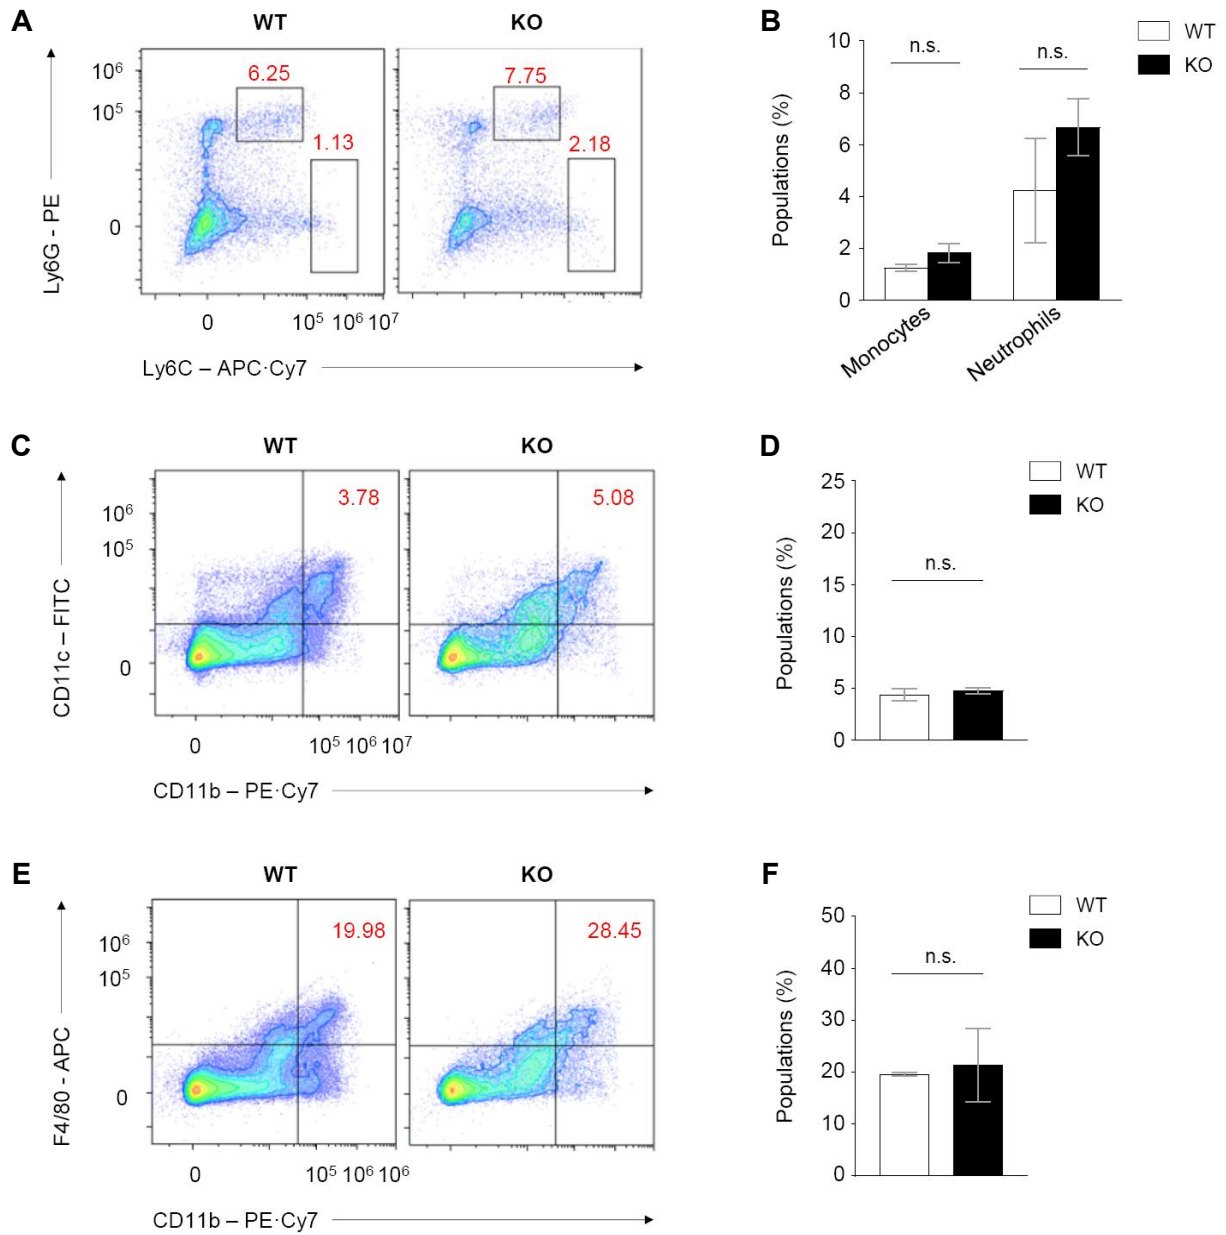 A
WT
KO
6.25
1.13
7.75
2.18
10⁶
10⁵
0
Ly6G - PE
0
10⁵ 10⁶ 10⁷
Ly6C – APC·Cy7
B
WT
KO
n.s.
n.s.
10
8
6
4
2
0
Populations (%)
Monocytes
Neutrophils
C
WT
KO
3.78
5.08
10⁶
10⁵
0
CD11c – FITC
0
10⁵ 10⁶ 10⁷
CD11b – PE·Cy7
D
WT
KO
n.s.
25
20
15
10
5
0
Populations (%)
E
WT
KO
19.98
28.45
10⁶
10⁵
0
F4/80 - APC
0
10⁵ 10⁶ 10⁶
CD11b – PE·Cy7
F
WT
KO
n.s.
50
40
30
20
10
0
Populations (%)